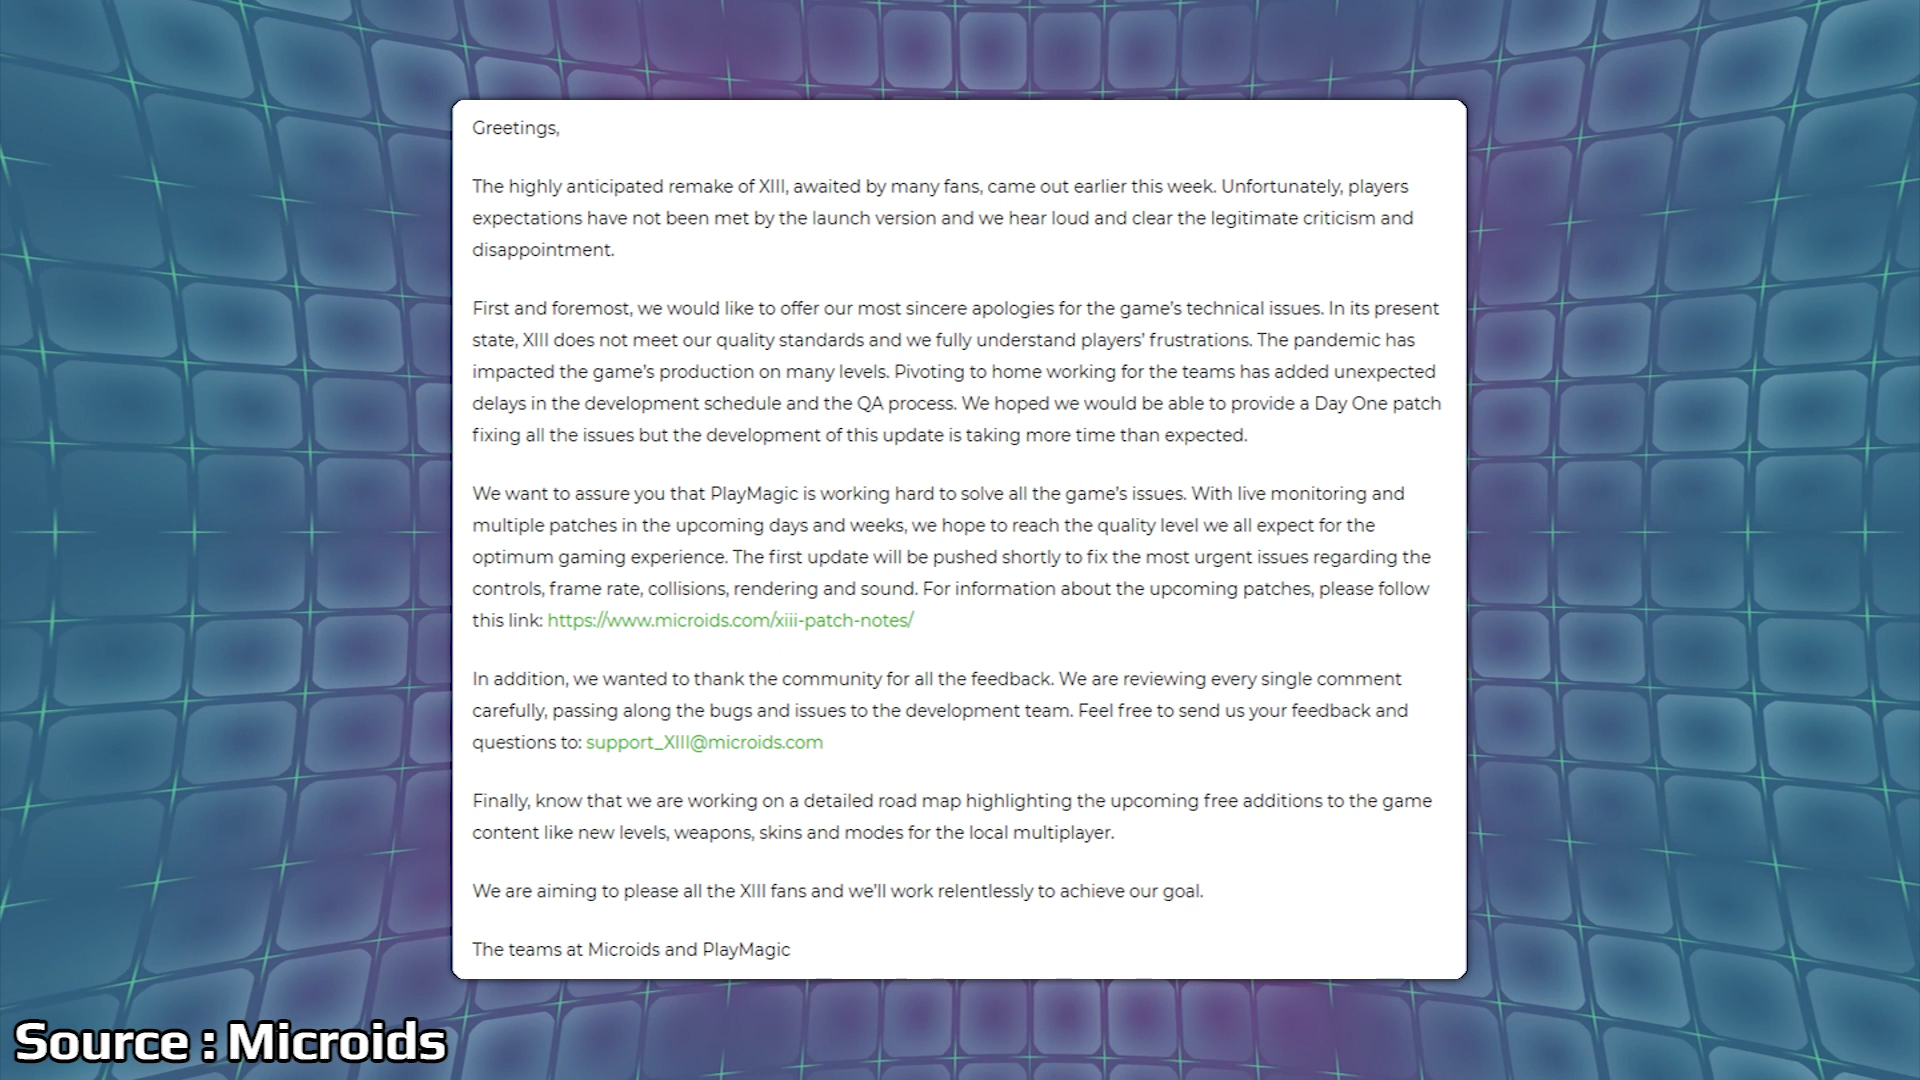 Greetings,
The highly anticipated remake of XIII, awaited by many fans, came out earlier this week. Unfortunately, players
expectations have not been met by the launch version and we hear loud and clear the legitimate criticism and
disappointment.
First and foremost, we would like to offer our most sincere apologies for the game's technical issues. In its present
state, XIII does not meet our quality standards and we fully understand players' frustrations. The pandemic has
impacted the game's production on many levels. Pivoting to home working for the teams has added unexpected
delays in the development schedule and the QA process. We hoped we would be able to provide a Day One patch
fixing all the issues but the development of this update is taking more time than expected.
We want to assure you that PlayMagic is working hard to solve all the game's issues. With live monitoring and
multiple patches in the upcoming days and weeks, we hope to reach the quality level we all expect for the
optimum gaming experience. The first update will be pushed shortly to fix the most urgent issues regarding the
controls, frame rate, collisions, rendering and sound. For information about the upcoming patches, please follow
this link: https://www.microids.com/xiii-patch-notes/
In addition, we wanted to thank the community for all the feedback. We are reviewing every single comment
carefully, passing along the bugs and issues to the development team. Feel free to send us your feedback and
questions to: support_XIII@microids.com
Finally, know that we are working on a detailed road map highlighting the upcoming free additions to the game
content like new levels, weapons, skins and modes for the local multiplayer.
We are aiming to please all the XIII fans and we'll work relentlessly to achieve our goal.
The teams at Microids and PlayMagic
Source : Microids